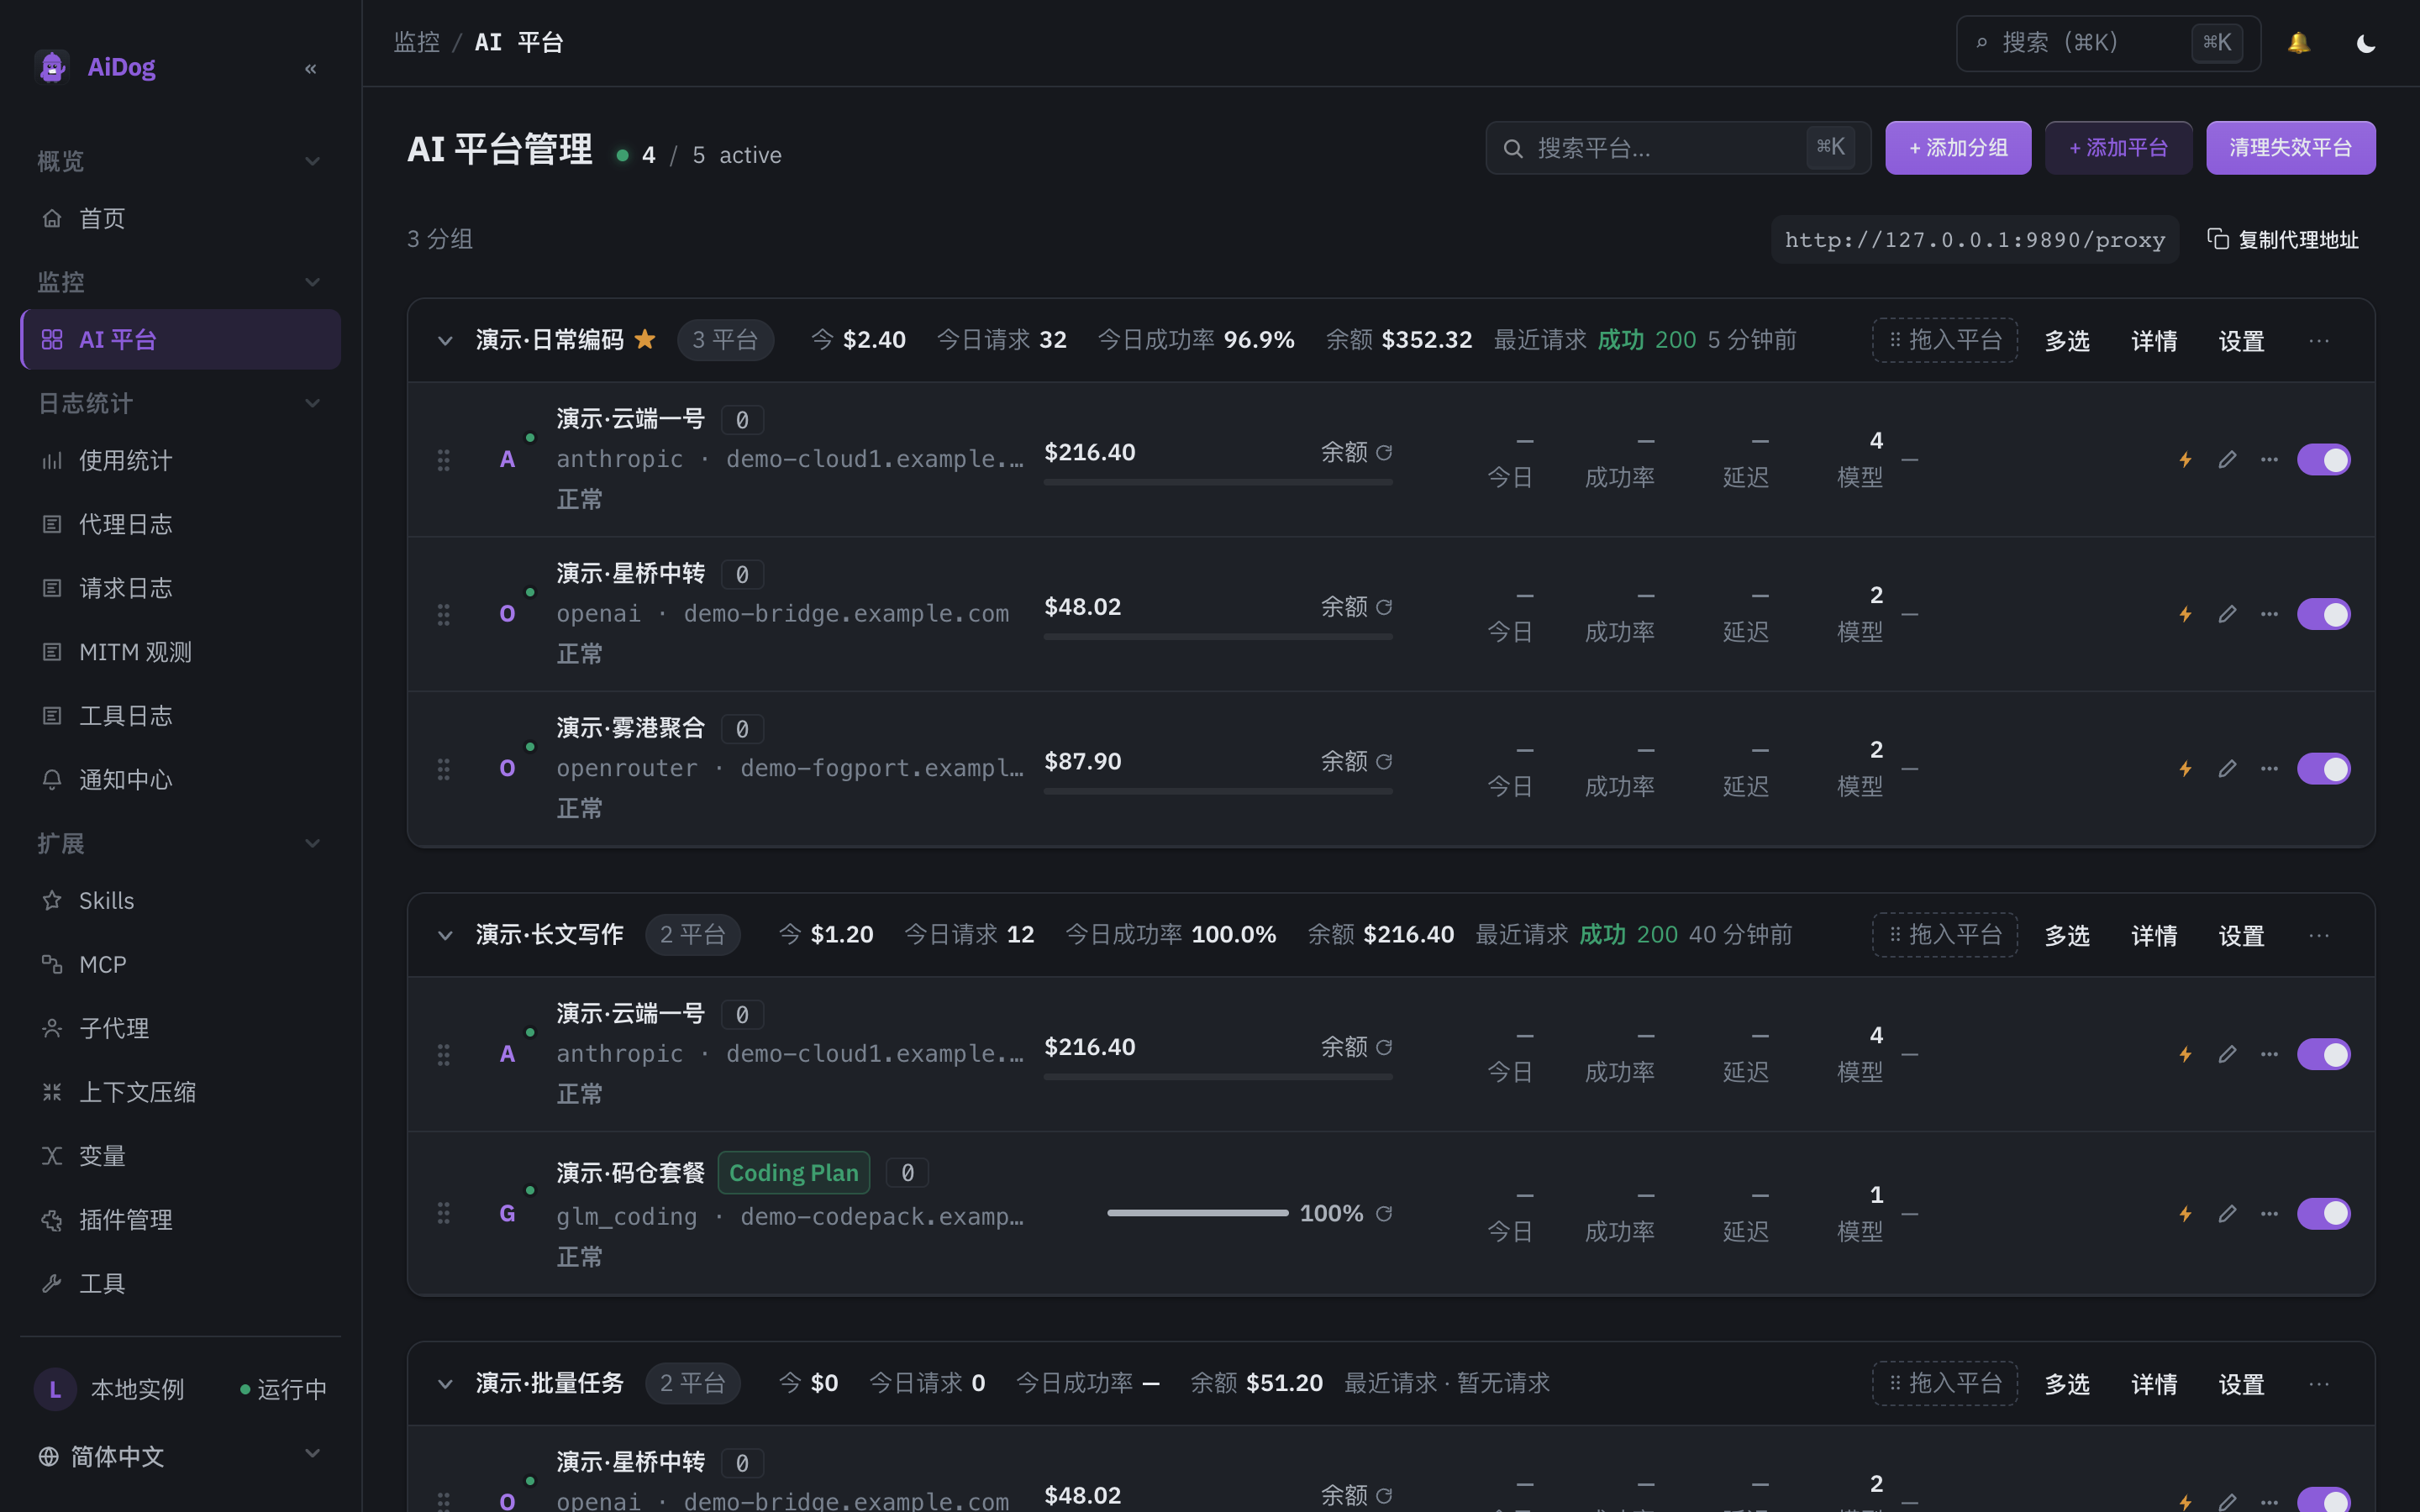 AiDog «
概览
首页
监控
AI 平台
日志统计
使用统计
代理日志
请求日志
MITM 观测
工具日志
通知中心
扩展
Skills
MCP
子代理
上下文压缩
变量
插件管理
工具
L 本地实例 运行中
简体中文
监控 / AI 平台
搜索（⌘K） ⌘K
AI 平台管理 4 / 5 active
搜索平台... ⌘K
+ 添加分组
+ 添加平台
清理失效平台
3 分组
http://127.0.0.1:9890/proxy 复制代理地址
演示·日常编码 3 平台 今 $2.40 今日请求 32 今日成功率 96.9% 余额 $352.32 最近请求 成功 200 5 分钟前 拖入平台 多选 详情 设置 ···
演示·云端一号 0
A anthropic · demo-cloud1.example.…
正常
$216.40 余额
— — — 4 —
今日 成功率 延迟 模型
演示·星桥中转 0
O openai · demo-bridge.example.com
正常
$48.02 余额
— — — 2 —
今日 成功率 延迟 模型
演示·雾港聚合 0
O openrouter · demo-fogport.exampl…
正常
$87.90 余额
— — — 2 —
今日 成功率 延迟 模型
演示·长文写作 2 平台 今 $1.20 今日请求 12 今日成功率 100.0% 余额 $216.40 最近请求 成功 200 40 分钟前 拖入平台 多选 详情 设置 ···
演示·云端一号 0
A anthropic · demo-cloud1.example.…
正常
$216.40 余额
— — — 4 —
今日 成功率 延迟 模型
演示·码仓套餐 Coding Plan 0
G glm_coding · demo-codepack.examp…
正常
100%
— — — 1 —
今日 成功率 延迟 模型
演示·批量任务 2 平台 今 $0 今日请求 0 今日成功率 — 余额 $51.20 最近请求 · 暂无请求 拖入平台 多选 详情 设置 ···
演示·星桥中转 0
O openai · demo-bridge.example.com
$48.02 余额
— — — 2 —
今日 成功率 延迟 模型